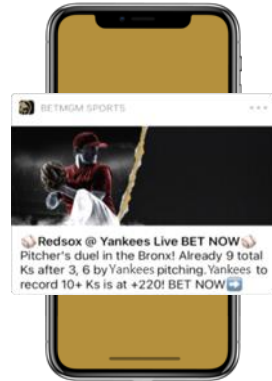 BETMGM SPORTS
⚾Redsox @ Yankees Live BET NOW⚾
Pitcher's duel in the Bronx! Already 9 total
Ks after 3, 6 by Yankees pitching. Yankees to
record 10+ Ks is at +220! BET NOW➡️